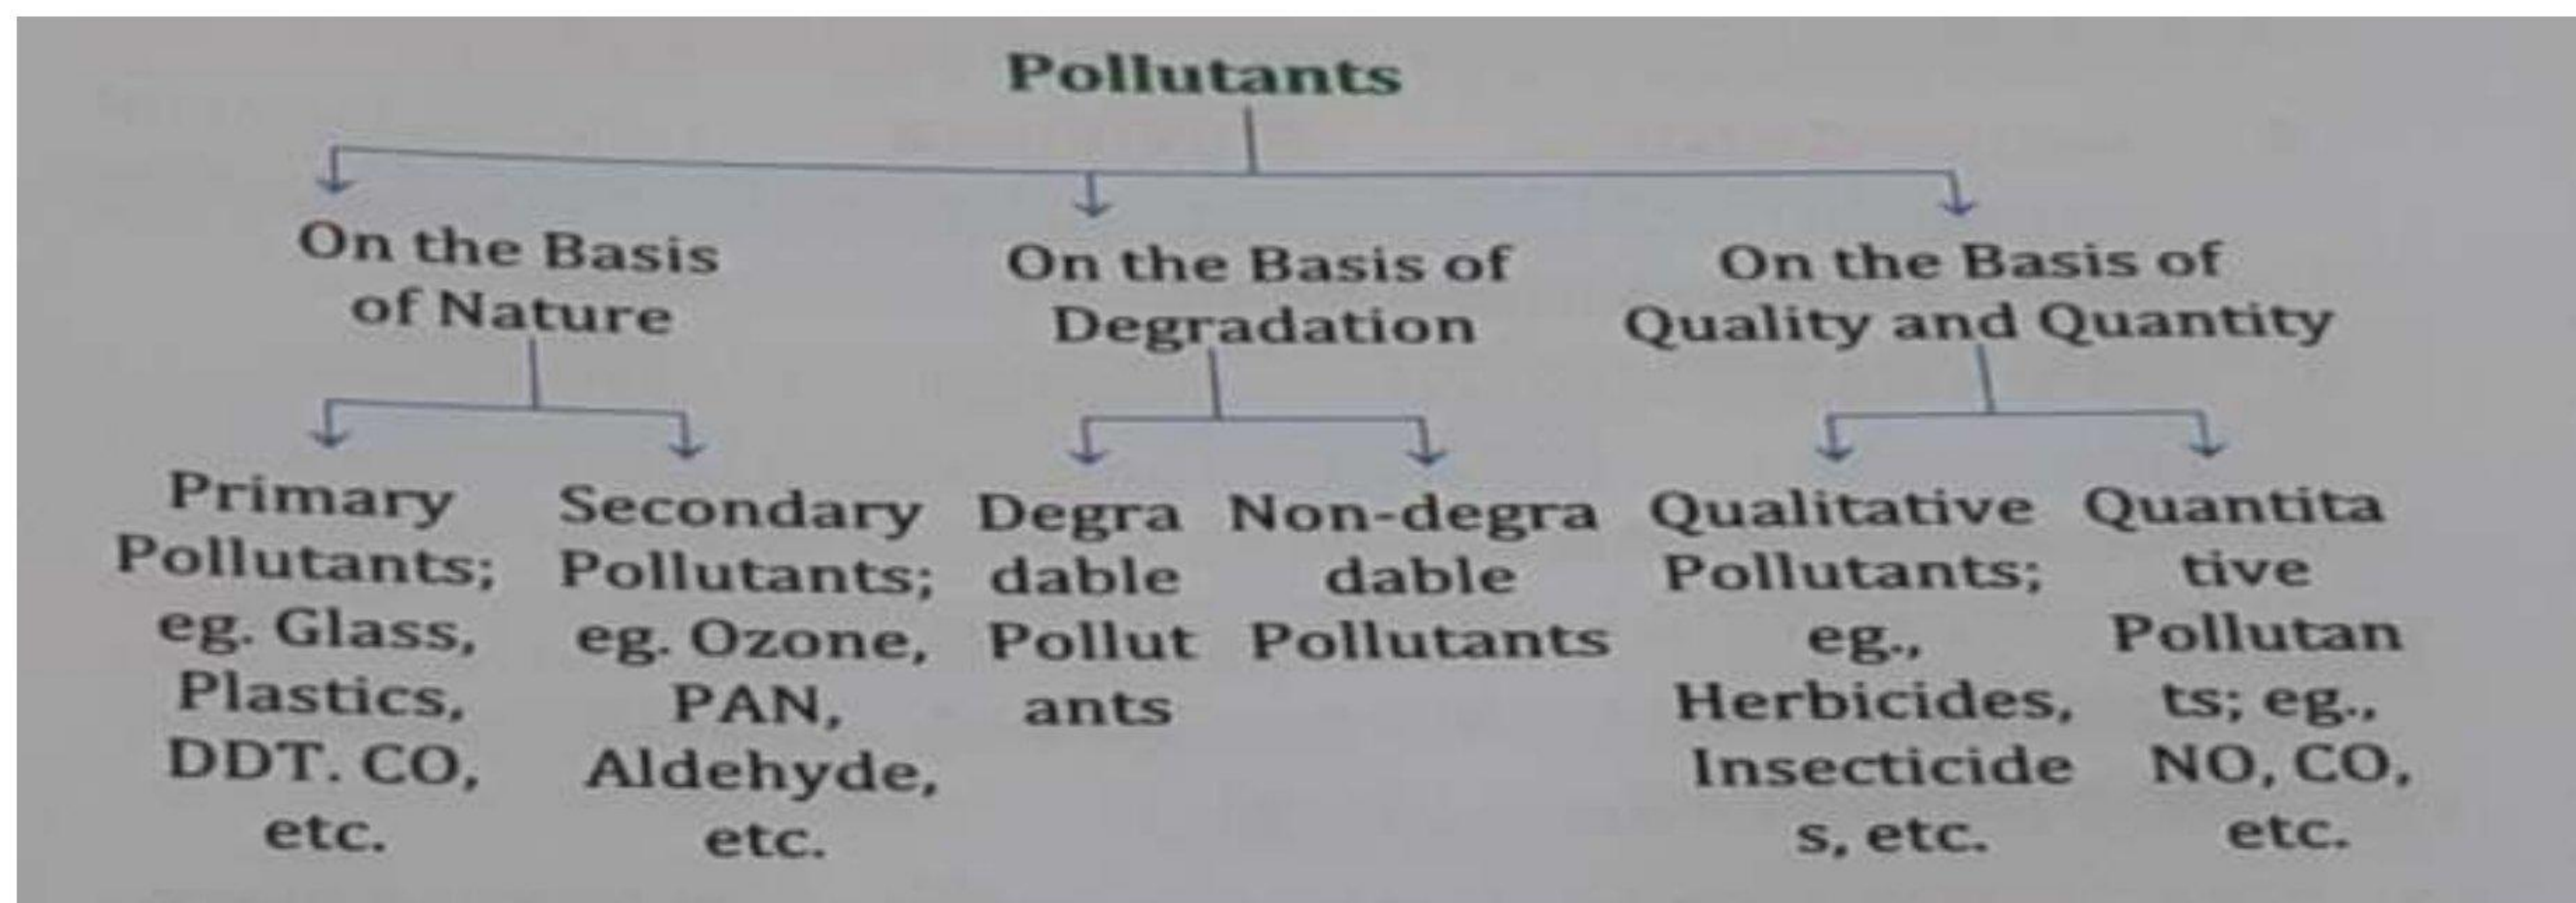 Pollutants
On the Basis
of Nature
On the Basis of
Degradation
On the Basis of
Quality and Quantity
Primary
Pollutants;
eg. Glass,
Plastics,
DDT. CO,
etc.
Secondary
Pollutants;
eg. Ozone,
PAN,
Aldehyde,
etc.
Degra
dable
Pollut
ants
Non-degra
dable
Pollutants
Qualitative
Pollutants;
eg.,
Herbicides,
Insecticide
s, etc.
Quantita
tive
Pollutan
ts; eg.,
NO, CO,
etc.